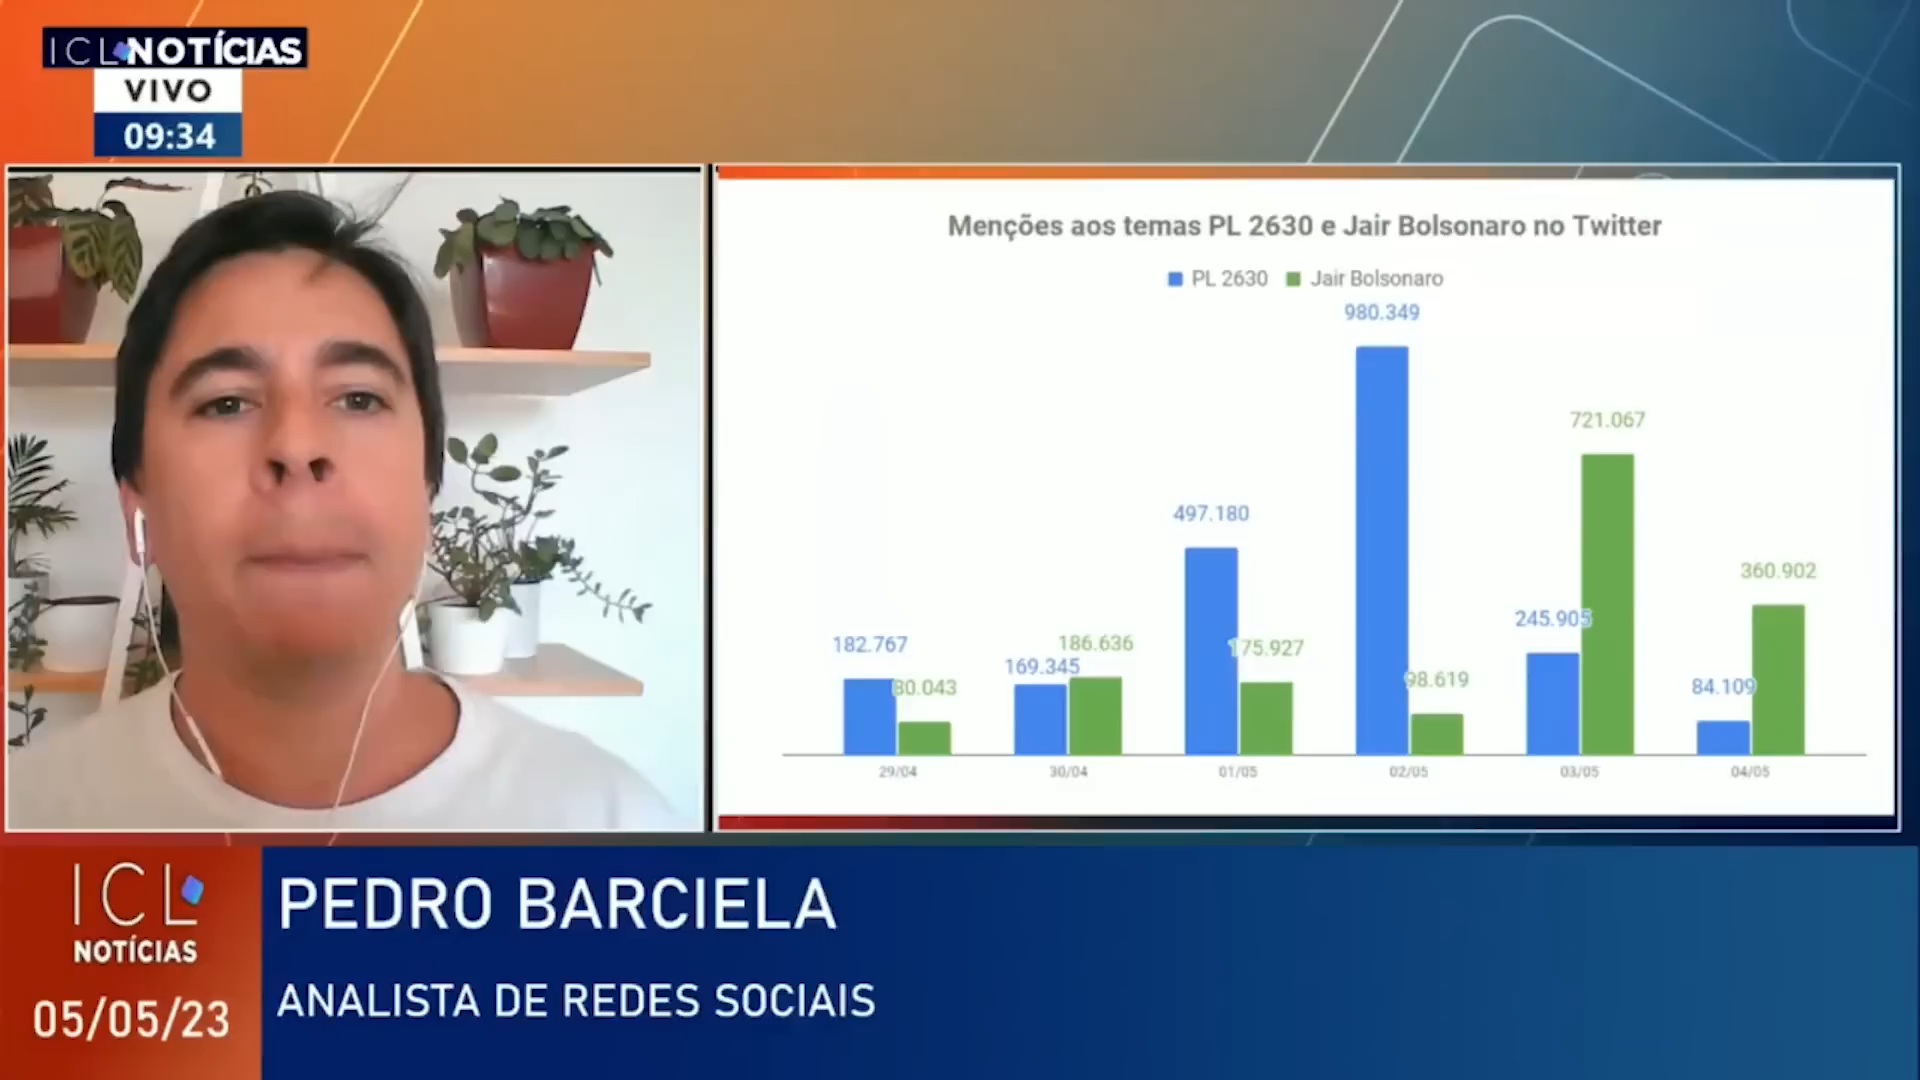 ICL NOTÍCIAS
VIVO
09:34
Menções aos temas PL 2630 e Jair Bolsonaro no Twitter
PL 2630 Jair Bolsonaro
182.767
80.043
169.345
186.636
497.180
175.927
980.349
98.619
245.905
721.067
84.109
360.902
29/04 30/04 01/05 02/05 03/05 04/05
ICL
NOTÍCIAS
05/05/23
PEDRO BARCIELA
ANALISTA DE REDES SOCIAIS